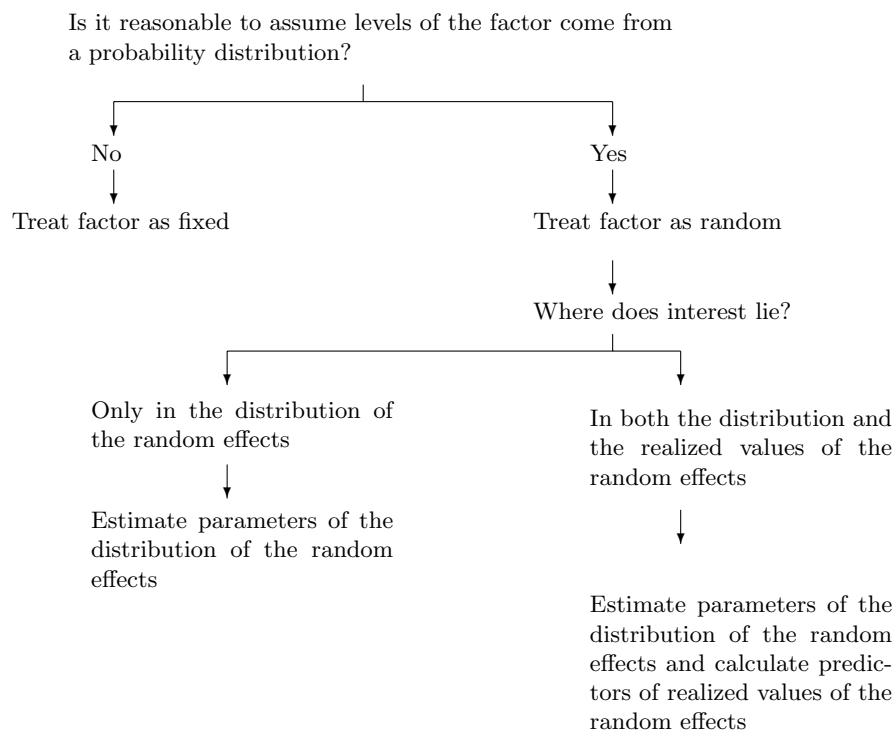 Is it reasonable to assume levels of the factor come from
a probability distribution?
No
Yes
Treat factor as fixed
Treat factor as random
Where does interest lie?
Only in the distribution of
the random effects
In both the distribution and
the realized values of the
random effects
Estimate parameters of the
distribution of the random
effects
Estimate parameters of the
distribution of the random
effects and calculate predic-
tors of realized values of the
random effects